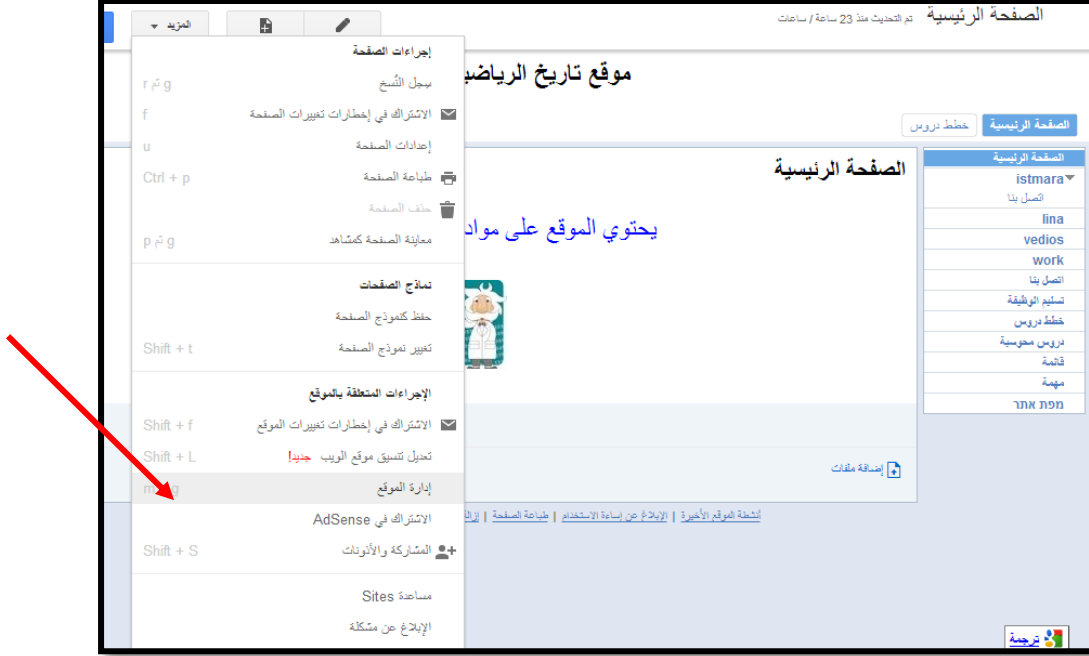 الصفحة الرئيسية تم التحديث منذ 23 ساعة / ساعات
المزيد
موقع تاريخ الرياضي
الصفحة الرئيسية
خطط دروس
الصفحة الرئيسية
istmara
اتصل بنا
lina
vedios
work
اتصل بنا
تسليم الوظيفة
خطط دروس
دروس محوسبة
قائمة
مهمة
מפת אתר
الصفحة الرئيسية
يحتوي الموقع على مواد
إضافة ملفات
أنشطة الموقع الأخيرة | الإبلاغ عن إساءة الاستخدام | طباعة الصفحة |
ترجمة
إجراءات الصفحة
سجل النُسخ g ثم r
الاشتراك في إخطارات تغييرات الصفحة f
إعدادات الصفحة u
طباعة الصفحة Ctrl + p
حذف الصفحة
معاينة الصفحة كمشاهد g ثم p
نماذج الصفحات
حفظ كنموذج الصفحة
تغيير نموذج الصفحة Shift + t
الإجراءات المتعلقة بالموقع
الاشتراك في إخطارات تغييرات الموقع Shift + f
تعديل تنسيق موقع الويب جديد! Shift + L
إدارة الموقع
الاشتراك في AdSense
المشاركة والأذونات Shift + S
مساعدة Sites
الإبلاغ عن مشكلة